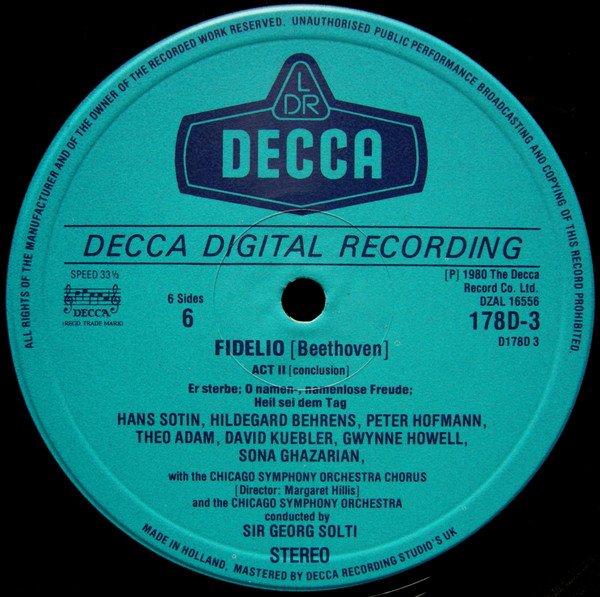 ALL RIGHTS OF THE MANUFACTURER AND OF THE OWNER OF THE RECORDED WORK RESERVED. UNAUTHORISED PUBLIC PERFORMANCE BROADCASTING AND COPYING OF THIS RECORD PROHIBITED.
L
DR
DECCA
DECCA DIGITAL RECORDING
SPEED 33⅓
DECCA
(REGD. TRADE MARK)
6 Sides
6
[P] 1980 The Decca
Record Co. Ltd.
DZAL 16556
178D-3
D178D 3
FIDELIO [Beethoven]
ACT II [conclusion]
Er sterbe; O namen-, namenlose Freude;
Heil sei dem Tag
HANS SOTIN, HILDEGARD BEHRENS, PETER HOFMANN,
THEO ADAM, DAVID KUEBLER, GWYNNE HOWELL,
SONA GHAZARIAN,
with the CHICAGO SYMPHONY ORCHESTRA CHORUS
[Director: Margaret Hillis]
and the CHICAGO SYMPHONY ORCHESTRA
conducted by
SIR GEORG SOLTI
STEREO
MADE IN HOLLAND, MASTERED BY DECCA RECORDING STUDIO'S UK